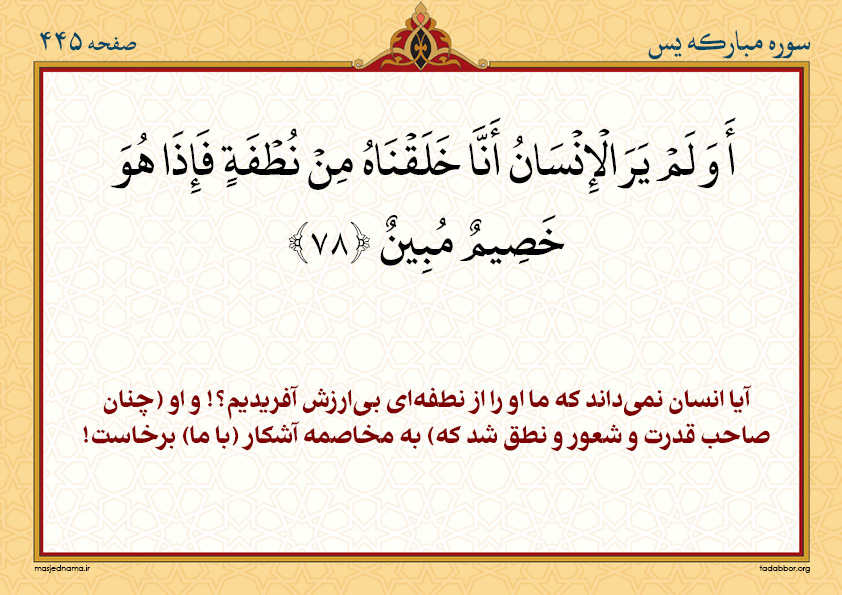 سوره مبارکه یس
صفحه ۴۴۵
أَوَلَمْ يَرَ الْإِنْسَانُ أَنَّا خَلَقْنَاهُ مِنْ نُطْفَةٍ فَإِذَا هُوَ
خَصِيمٌ مُبِينٌ ﴿۷۸﴾
آیا انسان نمی‌داند که ما او را از نطفه‌ای بی‌ارزش آفریدیم؟! و او (چنان
صاحب قدرت و شعور و نطق شد که) به مخاصمه آشکار (با ما) برخاست!
masjednama.ir
tadabbor.org